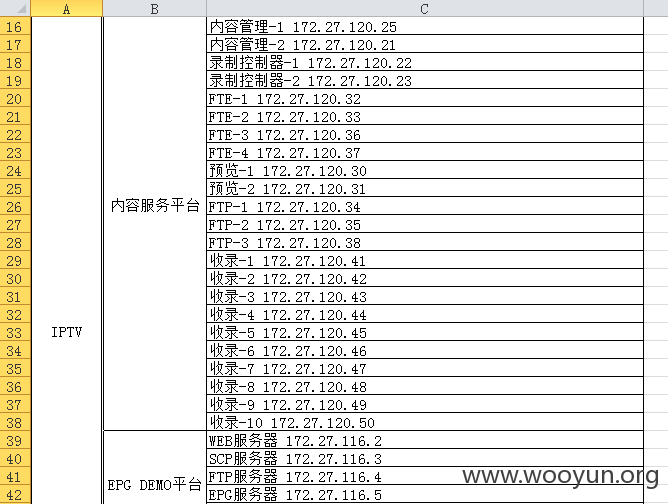 A B C
16 内容管理-1 172.27.120.25
17 内容管理-2 172.27.120.21
18 录制控制器-1 172.27.120.22
19 录制控制器-2 172.27.120.23
20 FTE-1 172.27.120.32
21 FTE-2 172.27.120.33
22 FTE-3 172.27.120.36
23 FTE-4 172.27.120.37
24 预览-1 172.27.120.30
25 预览-2 172.27.120.31
26 内容服务平台 FTP-1 172.27.120.34
27 FTP-2 172.27.120.35
28 FTP-3 172.27.120.38
29 收录-1 172.27.120.41
30 收录-2 172.27.120.42
31 收录-3 172.27.120.43
32 收录-4 172.27.120.44
33 IPTV 收录-5 172.27.120.45
34 收录-6 172.27.120.46
35 收录-7 172.27.120.47
36 收录-8 172.27.120.48
37 收录-9 172.27.120.49
38 收录-10 172.27.120.50
39 WEB服务器 172.27.116.2
40 SCP服务器 172.27.116.3
41 FTP服务器 172.27.116.4
42 EPG DEMO平台 EPG服务器 172.27.116.5
www.wooyun.org